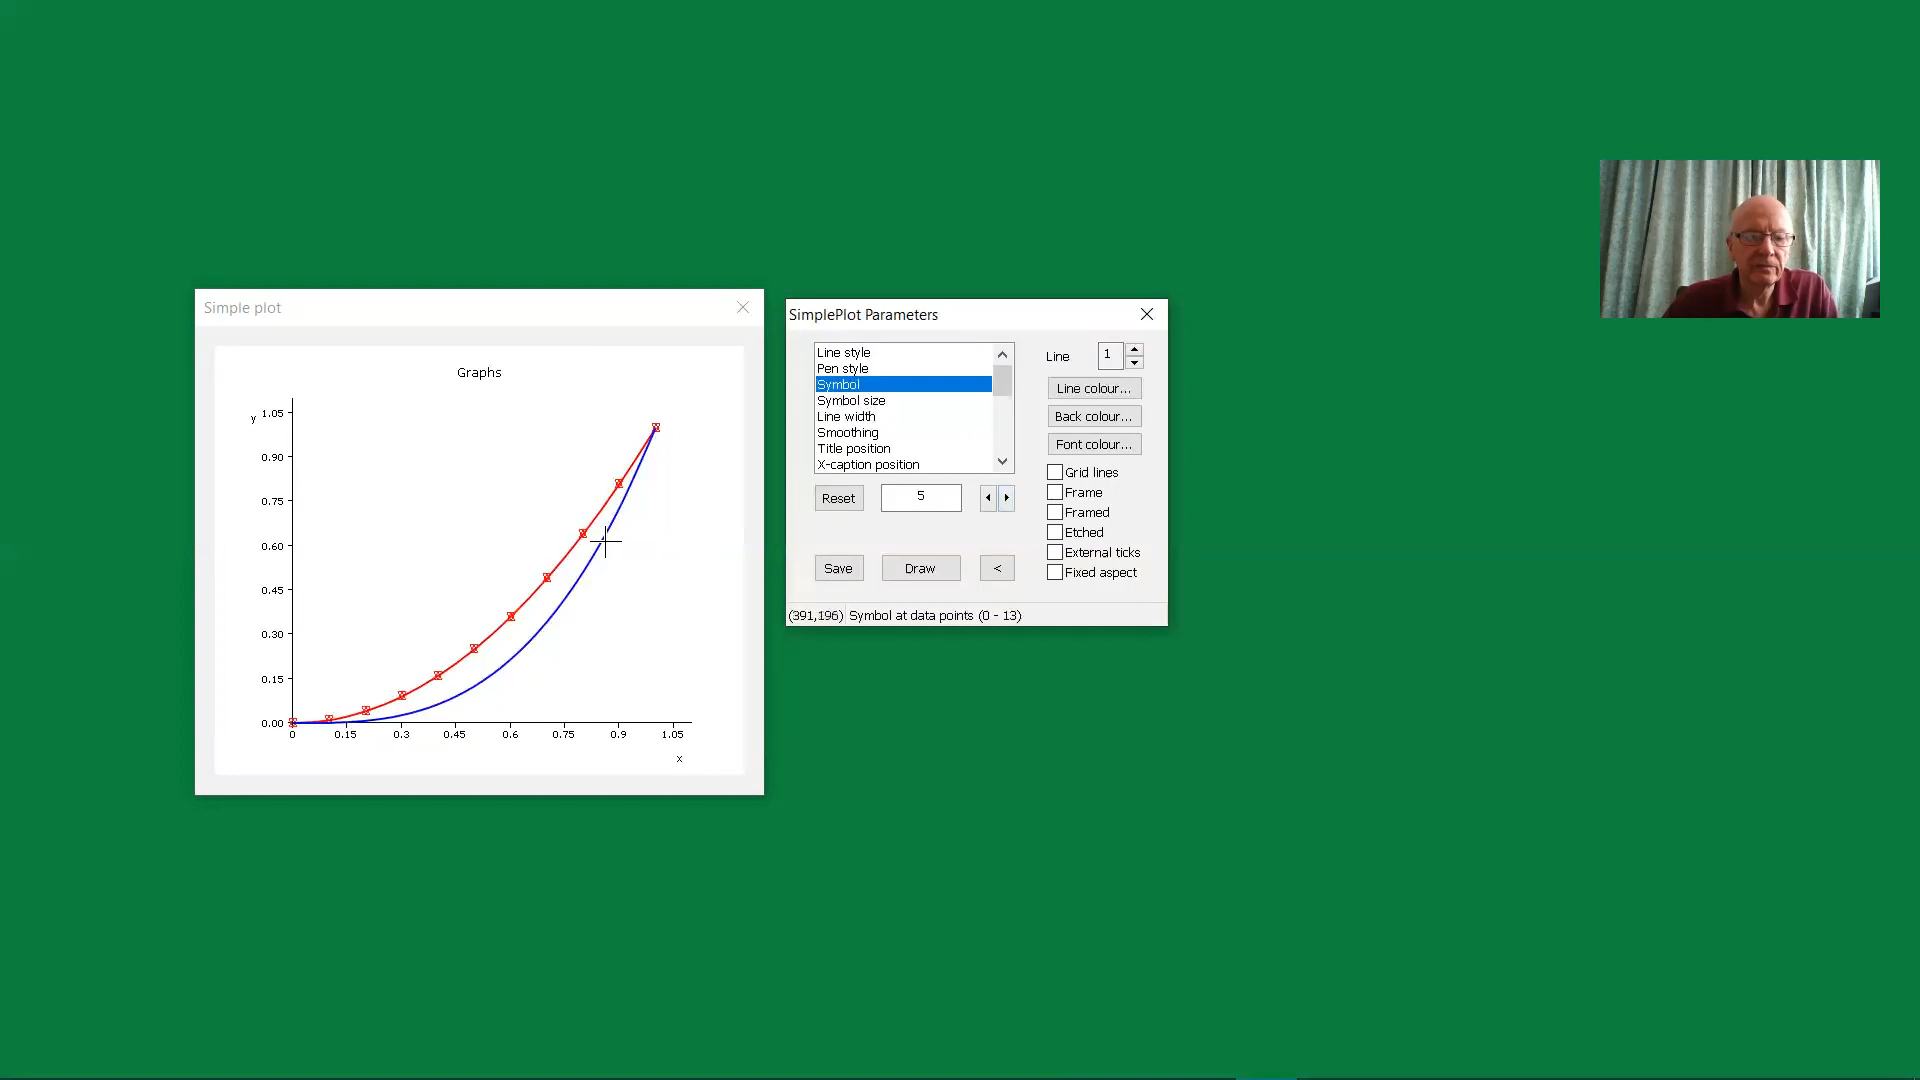 Simple plot
Graphs
y
1.05
0.90
0.75
0.60
0.45
0.30
0.15
0.00
0 0.15 0.3 0.45 0.6 0.75 0.9 1.05
x
SimplePlot Parameters
Line style
Pen style
Symbol
Symbol size
Line width
Smoothing
Title position
X-caption position
Reset
5
Save
Draw
<
Line 1
Line colour...
Back colour...
Font colour...
Grid lines
Frame
Framed
Etched
External ticks
Fixed aspect
(391,196) Symbol at data points (0 - 13)